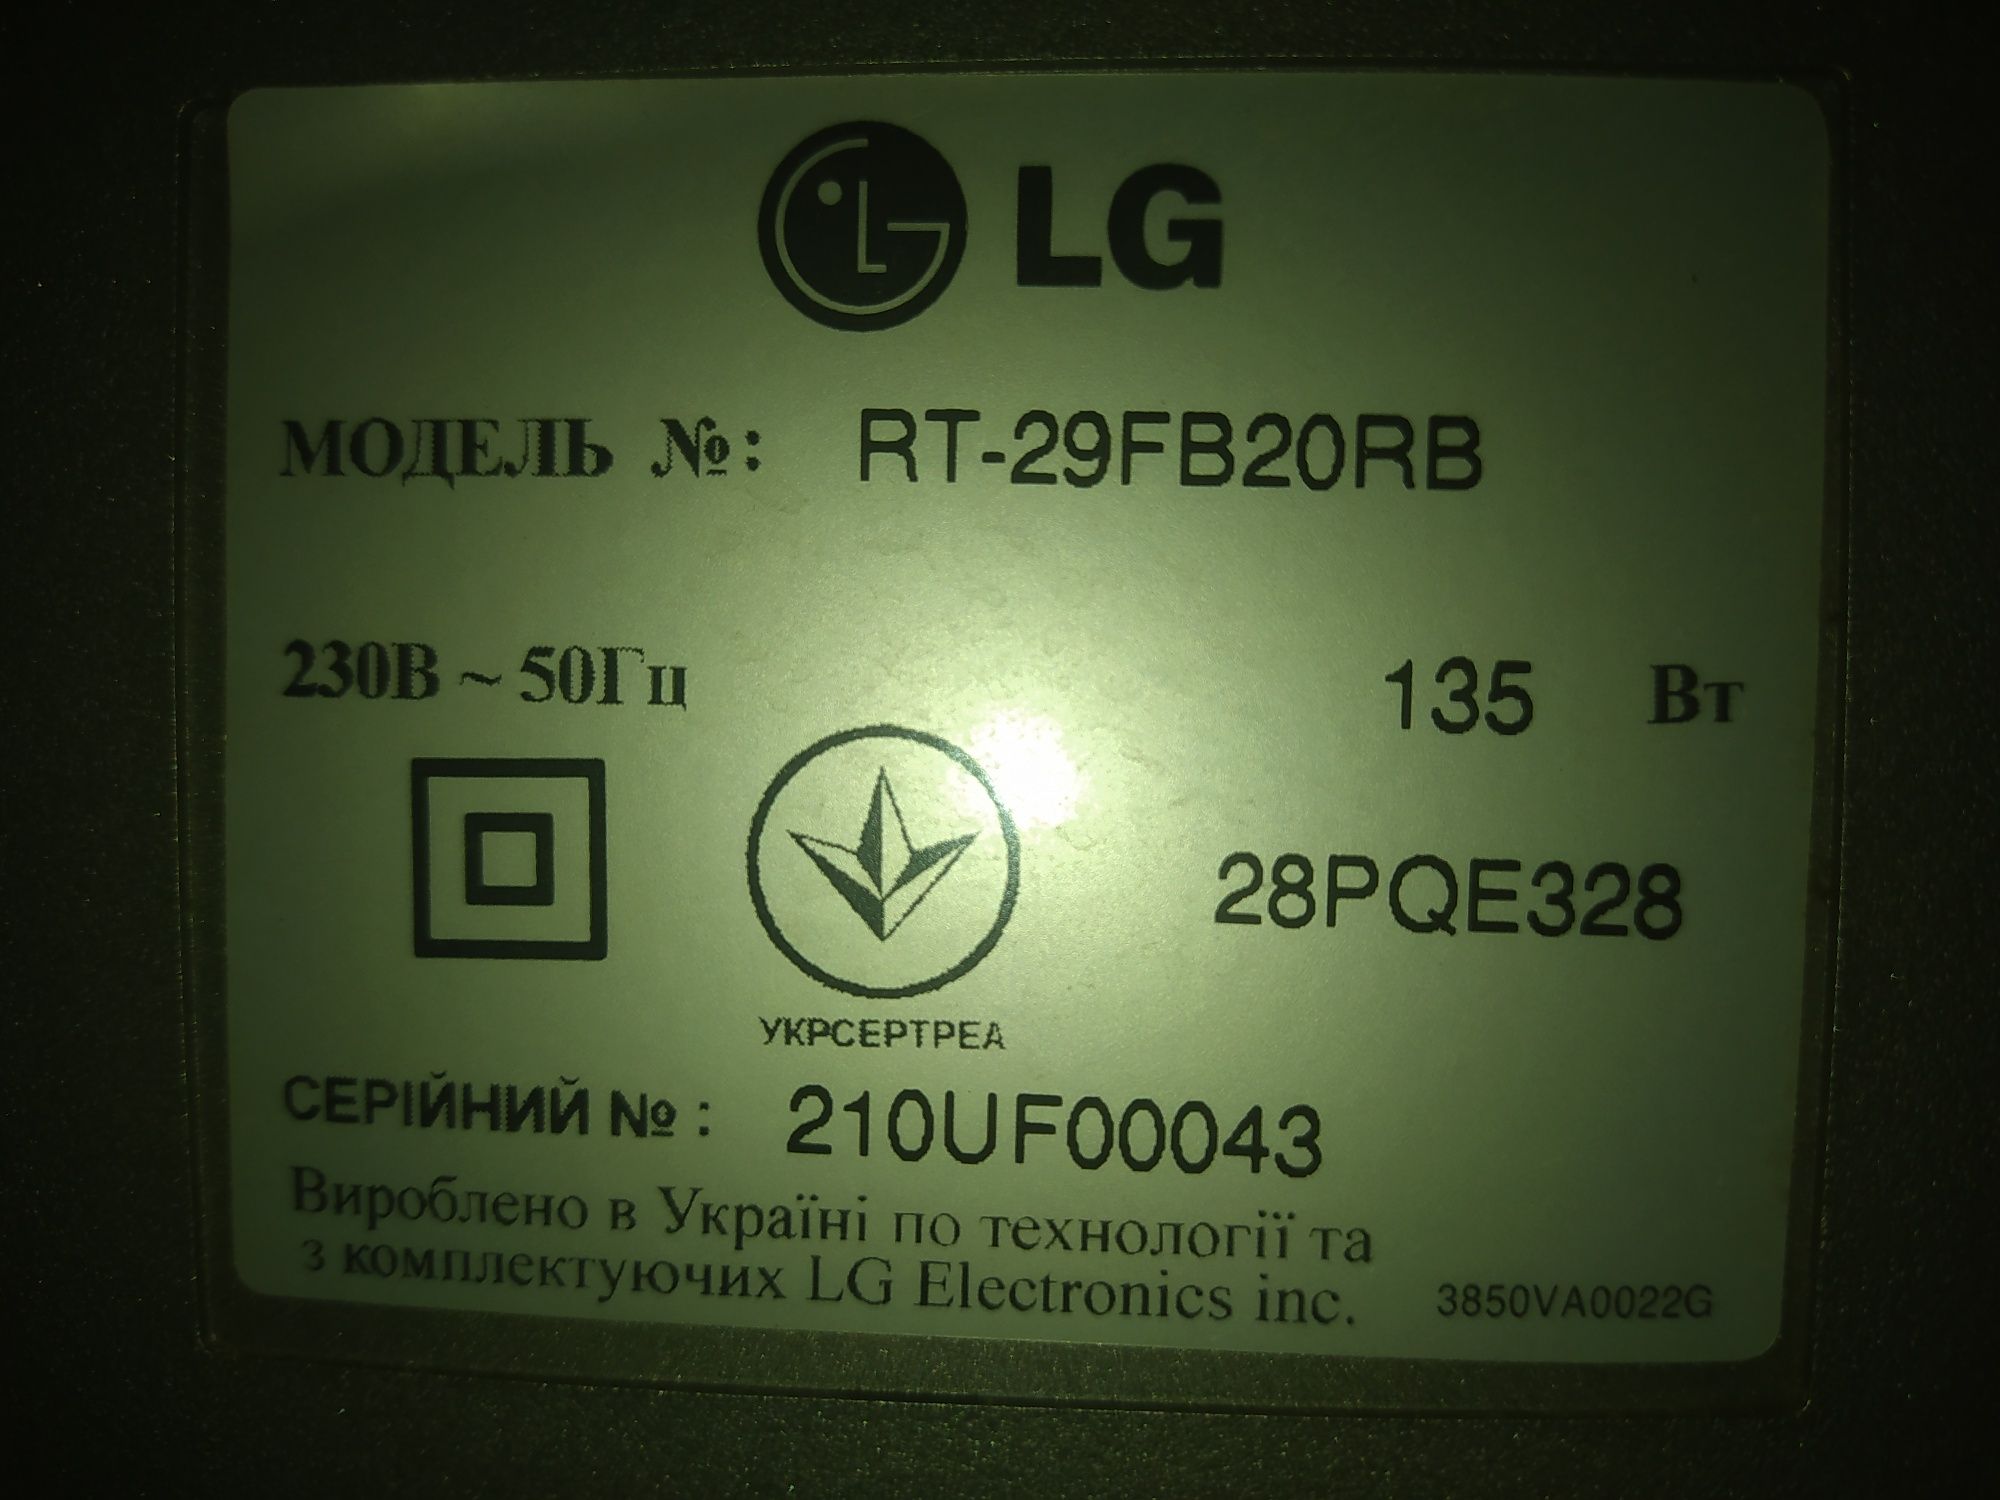 LG
МОДЕЛЬ №: RT-29FB20RB
230В ~ 50Гц 135 Вт
28PQE328
УКРСЕРТРЕА
СЕРІЙНИЙ №: 210UF00043
Вироблено в Україні по технології та
з комплектуючих LG Electronics inc. 3850VA0022G